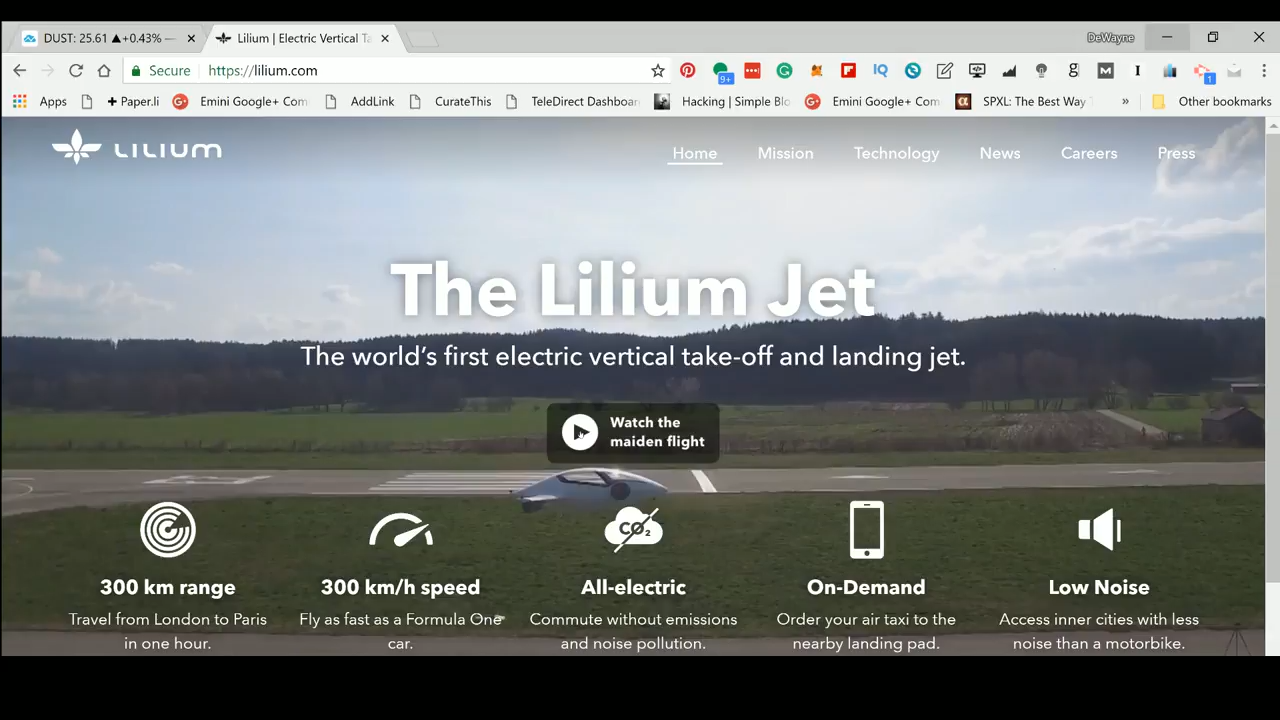 DUST: 25.61 ▲+0.43% —
Lilium | Electric Vertical Ta
DeWayne
Secure
https://lilium.com
9+
IQ
1
Apps
+ Paper.li
Emini Google+ Com
AddLink
CurateThis
TeleDirect Dashboar
Hacking | Simple Blo
Emini Google+ Com
SPXL: The Best Way T
»
Other bookmarks
LILIUM
Home
Mission
Technology
News
Careers
Press
The Lilium Jet
The world's first electric vertical take-off and landing jet.
Watch the
maiden flight
CO2
300 km range
Travel from London to Paris
in one hour.
300 km/h speed
Fly as fast as a Formula One
car.
All-electric
Commute without emissions
and noise pollution.
On-Demand
Order your air taxi to the
nearby landing pad.
Low Noise
Access inner cities with less
noise than a motorbike.